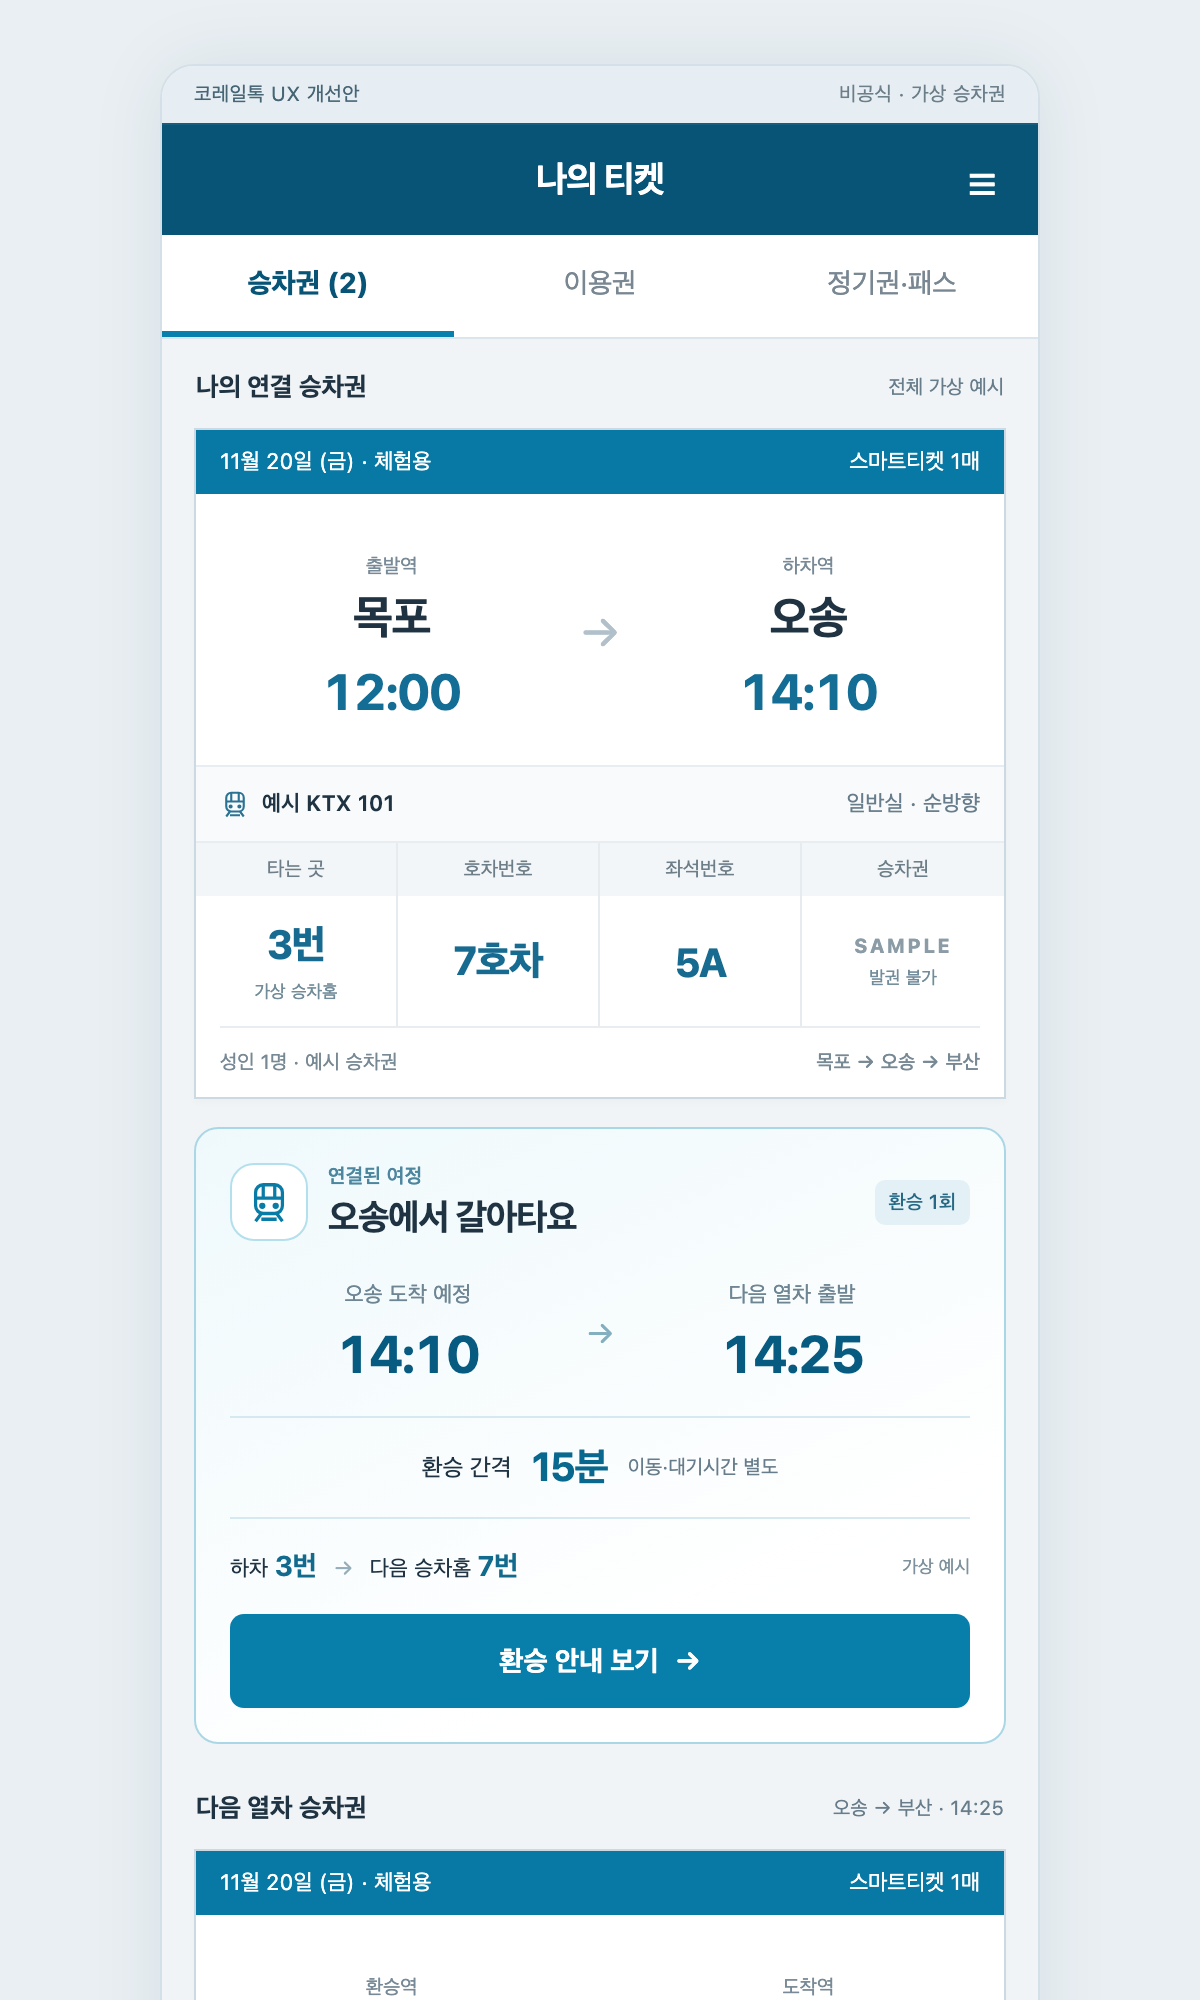 코레일톡 UX 개선안
비공식 · 가상 승차권
나의 티켓
승차권 (2)
이용권
정기권·패스
나의 연결 승차권
전체 가상 예시
11월 20일 (금) · 체험용
스마트티켓 1매
출발역
하차역
목포 → 오송
12:00
14:10
예시 KTX 101
일반실 · 순방향
타는 곳
호차번호
좌석번호
승차권
3번
가상 승차홈
7호차
5A
SAMPLE
발권 불가
성인 1명 · 예시 승차권
목포 → 오송 → 부산
연결된 여정
오송에서 갈아타요
환승 1회
오송 도착 예정
다음 열차 출발
14:10 → 14:25
환승 간격 15분 이동·대기시간 별도
하차 3번 → 다음 승차홈 7번
가상 예시
환승 안내 보기 →
다음 열차 승차권
오송 → 부산 · 14:25
11월 20일 (금) · 체험용
스마트티켓 1매
환승역
도착역